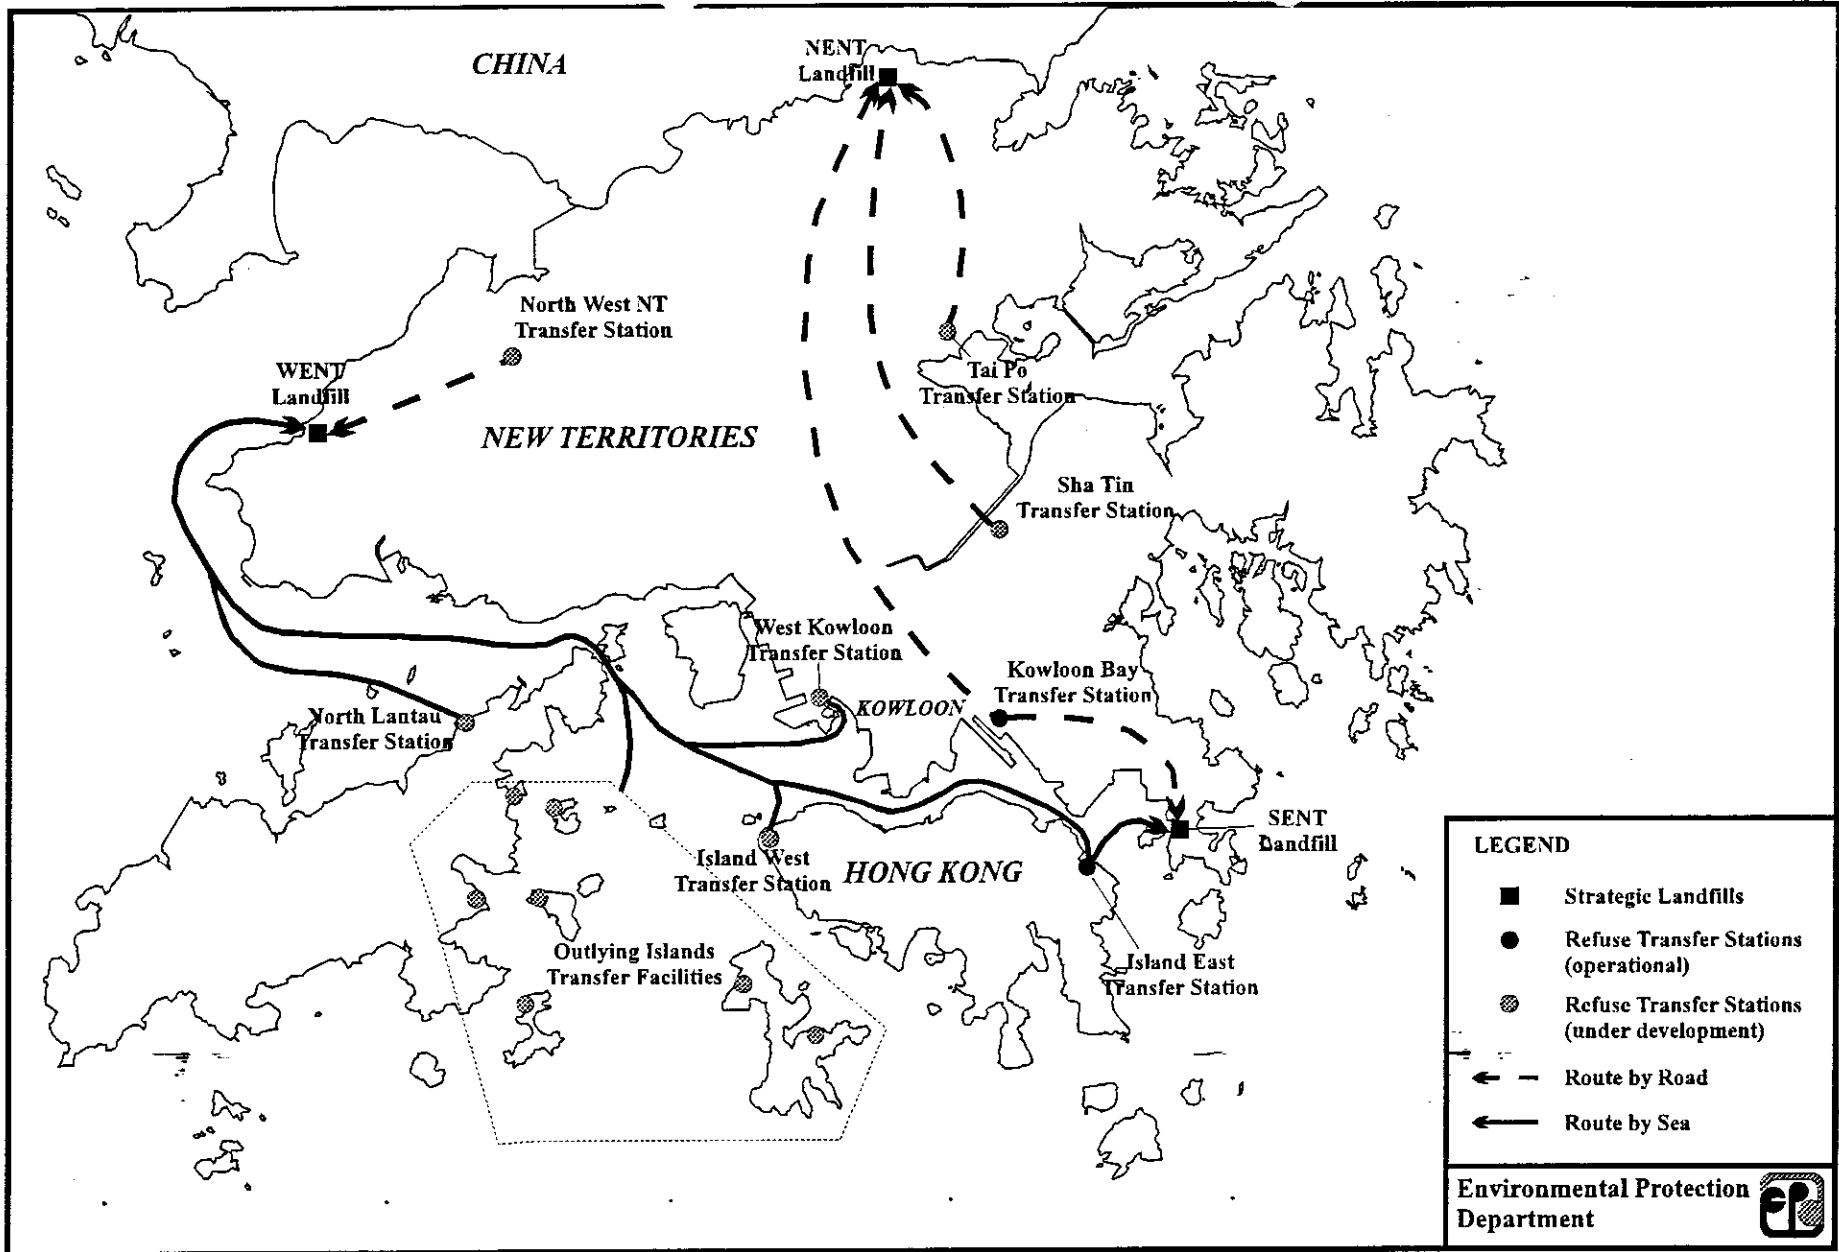 CHINA
NENT
Landfill
North West NT
Transfer Station
WENT
Landfill
NEW TERRITORIES
Tai Po
Transfer Station
Sha Tin
Transfer Station
West Kowloon
Transfer Station
KOWLOON
Kowloon Bay
Transfer Station
North Lantau
Transfer Station
Island West
Transfer Station
HONG KONG
SENT
Landfill
Outlying Islands
Transfer Facilities
Island East
Transfer Station
LEGEND
Strategic Landfills
Refuse Transfer Stations
(operational)
Refuse Transfer Stations
(under development)
Route by Road
Route by Sea
Environmental Protection
Department